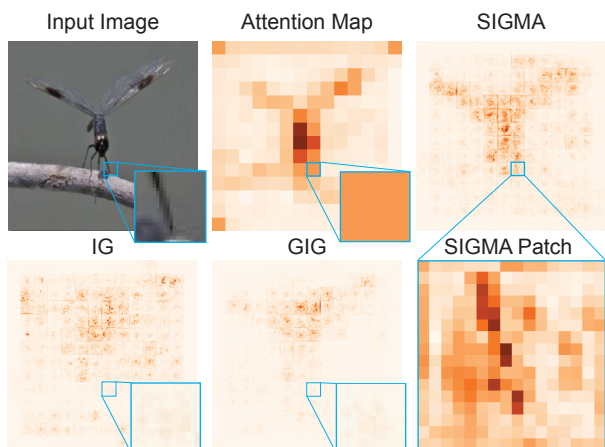 Input Image
Attention Map
SIGMA
IG
GIG
SIGMA Patch